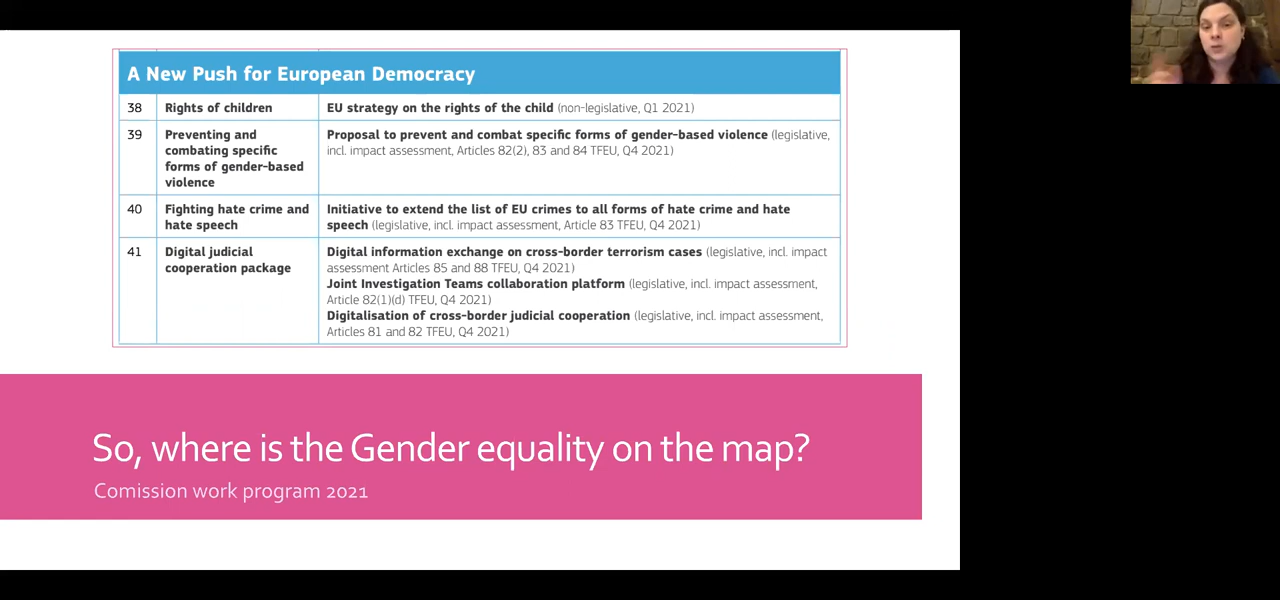 A New Push for European Democracy
38 Rights of children EU strategy on the rights of the child (non-legislative, Q1 2021)
39 Preventing and combating specific forms of gender-based violence Proposal to prevent and combat specific forms of gender-based violence (legislative,
incl. impact assessment, Articles 82(2), 83 and 84 TFEU, Q4 2021)
40 Fighting hate crime and hate speech Initiative to extend the list of EU crimes to all forms of hate crime and hate
speech (legislative, incl. impact assessment, Article 83 TFEU, Q4 2021)
41 Digital judicial cooperation package Digital information exchange on cross-border terrorism cases (legislative, incl. impact
assessment Articles 85 and 88 TFEU, Q4 2021)
Joint Investigation Teams collaboration platform (legislative, incl. impact assessment,
Article 82(1)(d) TFEU, Q4 2021)
Digitalisation of cross-border judicial cooperation (legislative, incl. impact assessment,
Articles 81 and 82 TFEU, Q4 2021)
So, where is the Gender equality on the map?
Comission work program 2021